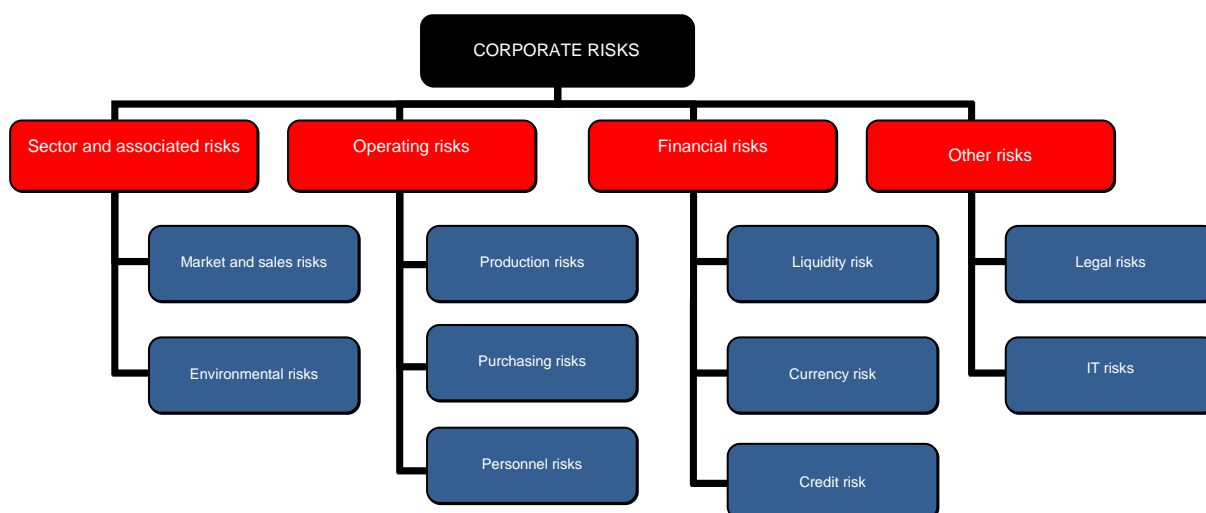 CORPORATE RISKS
Sector and associated risks
Operating risks
Financial risks
Other risks
Market and sales risks
Production risks
Liquidity risk
Legal risks
Environmental risks
Purchasing risks
Currency risk
IT risks
Personnel risks
Credit risk